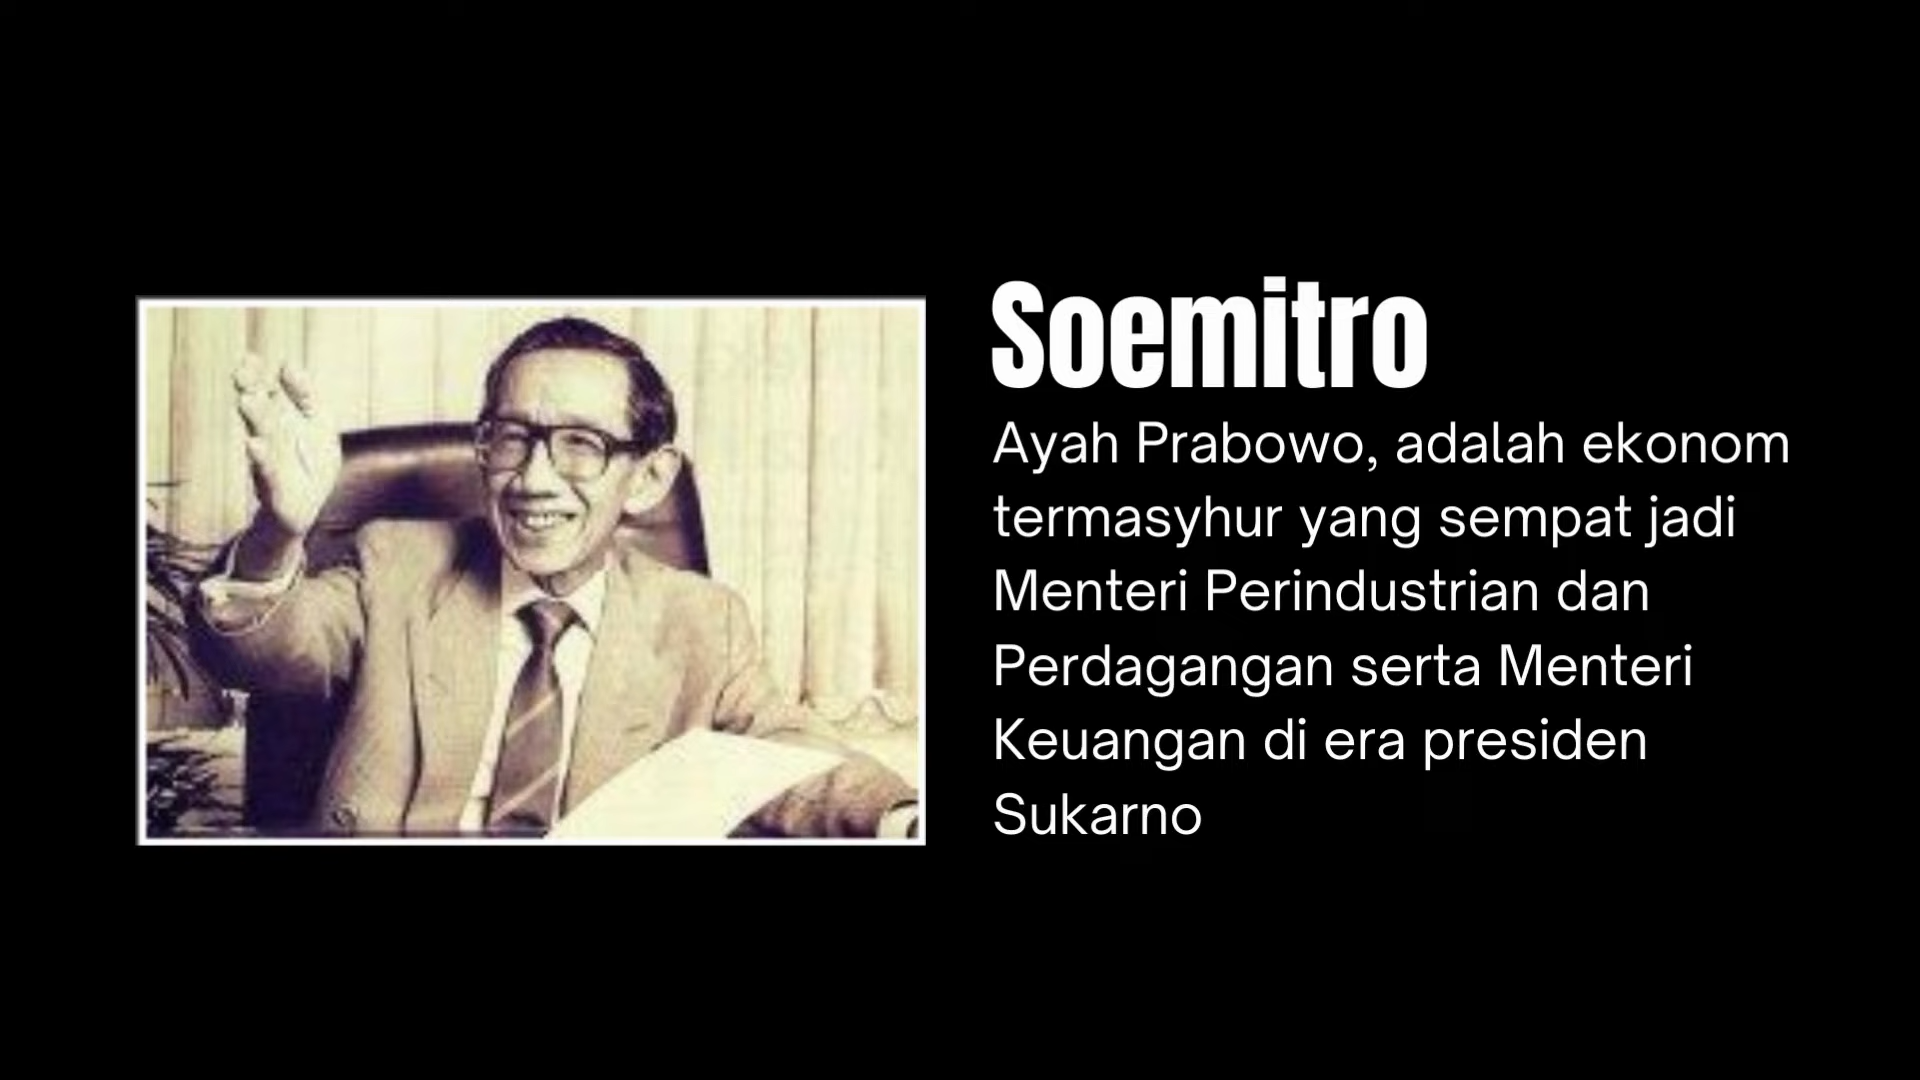 Soemitro
Ayah Prabowo, adalah ekonom
termasyhur yang sempat jadi
Menteri Perindustrian dan
Perdagangan serta Menteri
Keuangan di era presiden
Sukarno